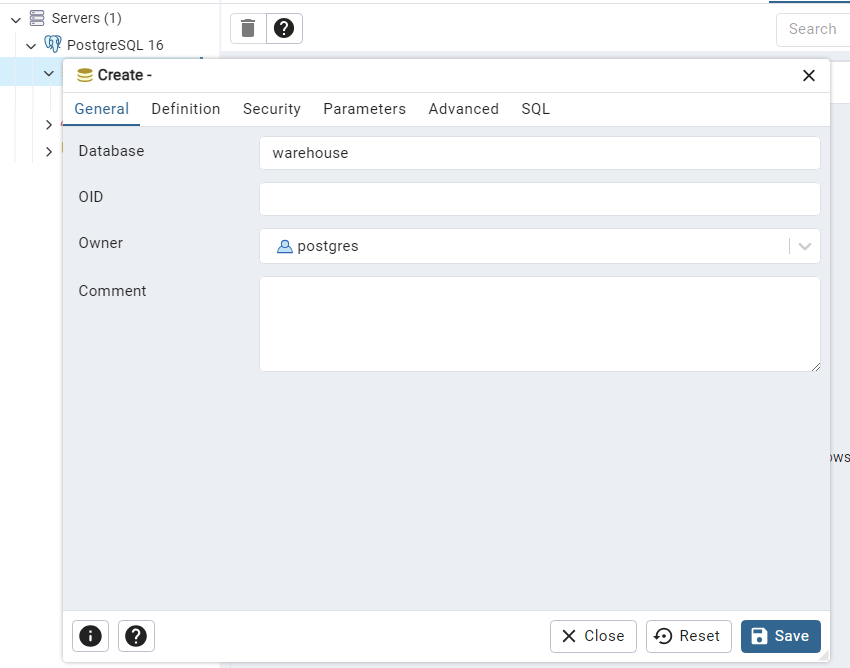 Servers (1)
PostgreSQL 16
Search
Create -
General Definition Security Parameters Advanced SQL
Database warehouse
OID
Owner postgres
Comment
Close Reset Save